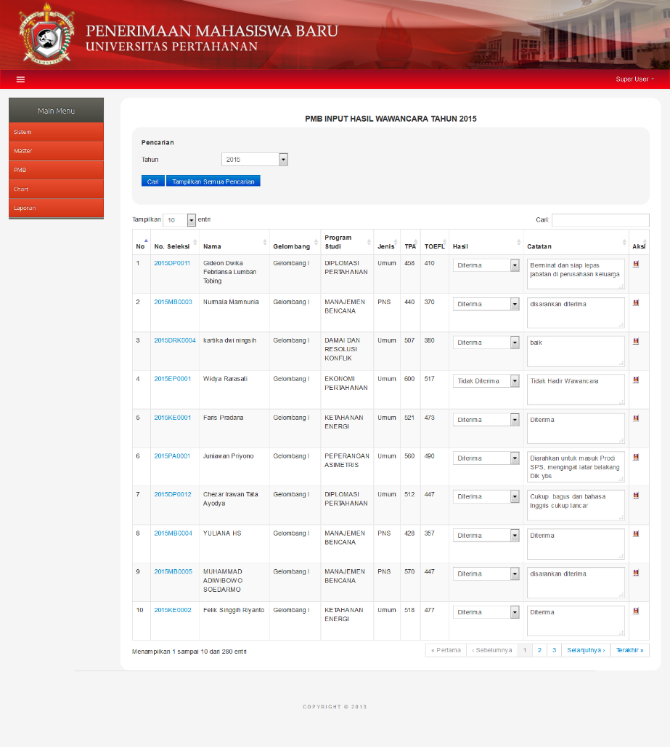 PENERIMAAN MAHASISWA BARU
UNIVERSITAS PERTAHANAN
Super User
Main Menu
Sistem
Master
PMB
Chart
Laporan
PMB INPUT HASIL WAWANCARA TAHUN 2015
Pencarian
Tahun 2015
Cari Tampilkan Semua Pencarian
Tampilkan 10 entri Cari:
No No. Seleksi Nama Gelombang Program Studi Jenis TPA TOEFL Hasil Catatan Aksi
1 2015DP0011 Gideon Dwika Febriansa Lumban Tobing Gelombang I DIPLOMASI PERTAHANAN Umum 456 410 Diterima Berminat dan siap lepas jabatan di perusahaan keluarga
2 2015MB0003 Nurmala Mamnunia Gelombang I MANAJEMEN BENCANA PNS 440 370 Diterima disarankan diterima
3 2015DRK0004 kartika dwi ningsih Gelombang I DAMAI DAN RESOLUSI KONFLIK Umum 507 380 Diterima baik
4 2015EP0001 Widya Rarasati Gelombang I EKONOMI PERTAHANAN Umum 600 517 Tidak Diterima Tidak Hadir Wawancara
5 2015KE0001 Faris Pradana Gelombang I KETAHANAN ENERGI Umum 521 473 Diterima Diterima
6 2015PA0001 Juniawan Priyono Gelombang I PEPERANGAN ASIMETRIS Umum 560 490 Diterima Diarahkan untuk masuk Prodi SPS, mengingat latar belakang Dik ybs
7 2015DP0012 Chezar Irawan Tata Ayodya Gelombang I DIPLOMASI PERTAHANAN Umum 512 447 Diterima Cukup bagus dan bahasa Inggris cukup lancar
8 2015MB0004 YULIANA HS Gelombang I MANAJEMEN BENCANA PNS 428 357 Diterima Diterima
9 2015MB0005 MUHAMMAD ADIWIBOWO SOEDARMO Gelombang I MANAJEMEN BENCANA PNS 570 447 Diterima disarankan diterima
10 2015KE0002 Felik Singgih Riyanto Gelombang I KETAHANAN ENERGI Umum 518 477 Diterima Diterima
Menampilkan 1 sampai 10 dari 280 entri
« Pertama ‹ Sebelumnya 1 2 3 Selanjutnya › Terakhir »
COPYRIGHT © 2013